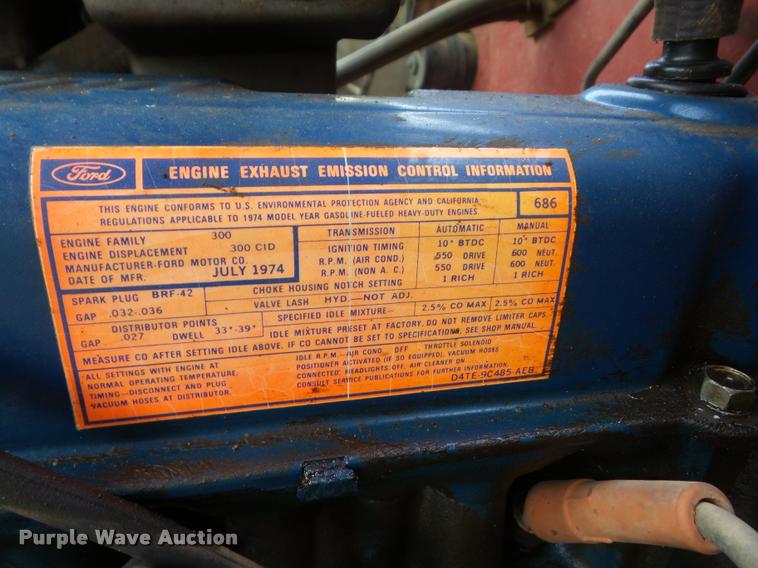 Ford
ENGINE EXHAUST EMISSION CONTROL INFORMATION
THIS ENGINE CONFORMS TO U.S. ENVIRONMENTAL PROTECTION AGENCY AND CALIFORNIA
REGULATIONS APPLICABLE TO 1974 MODEL YEAR GASOLINE-FUELED HEAVY-DUTY ENGINES.
686
ENGINE FAMILY 300
ENGINE DISPLACEMENT 300 CID
MANUFACTURER-FORD MOTOR CO.
DATE OF MFR. JULY 1974
TRANSMISSION AUTOMATIC MANUAL
IGNITION TIMING 10° BTDC 10° BTDC
R.P.M. (AIR COND.) 550 DRIVE 600 NEUT.
R.P.M. (NON A.C.) 550 DRIVE 600 NEUT.
CHOKE HOUSING NOTCH SETTING 1 RICH 1 RICH
SPARK PLUG BRF-42
GAP .032-.036
VALVE LASH HYD.—NOT ADJ.
SPECIFIED IDLE MIXTURE— 2.5% CO MAX 2.5% CO MAX
DISTRIBUTOR POINTS
GAP .027 DWELL 33°-39°
IDLE MIXTURE PRESET AT FACTORY. DO NOT REMOVE LIMITER CAPS.
MEASURE CO AFTER SETTING IDLE ABOVE. IF CO CANNOT BE SET TO SPECIFICATIONS, SEE SHOP MANUAL.
ALL SETTINGS WITH ENGINE AT
NORMAL OPERATING TEMPERATURE.
TIMING-DISCONNECT AND PLUG
VACUUM HOSES AT DISTRIBUTOR.
IDLE R.P.M.—AIR COND. OFF THROTTLE SOLENOID
POSITIONER ACTIVATED (IF SO EQUIPPED). VACUUM HOSES
CONNECTED. HEADLIGHTS OFF. AIR CLEANER ON.
CONSULT SERVICE PUBLICATIONS FOR FURTHER INFORMATION.
D4TE-9C485-AEB
Purple Wave Auction